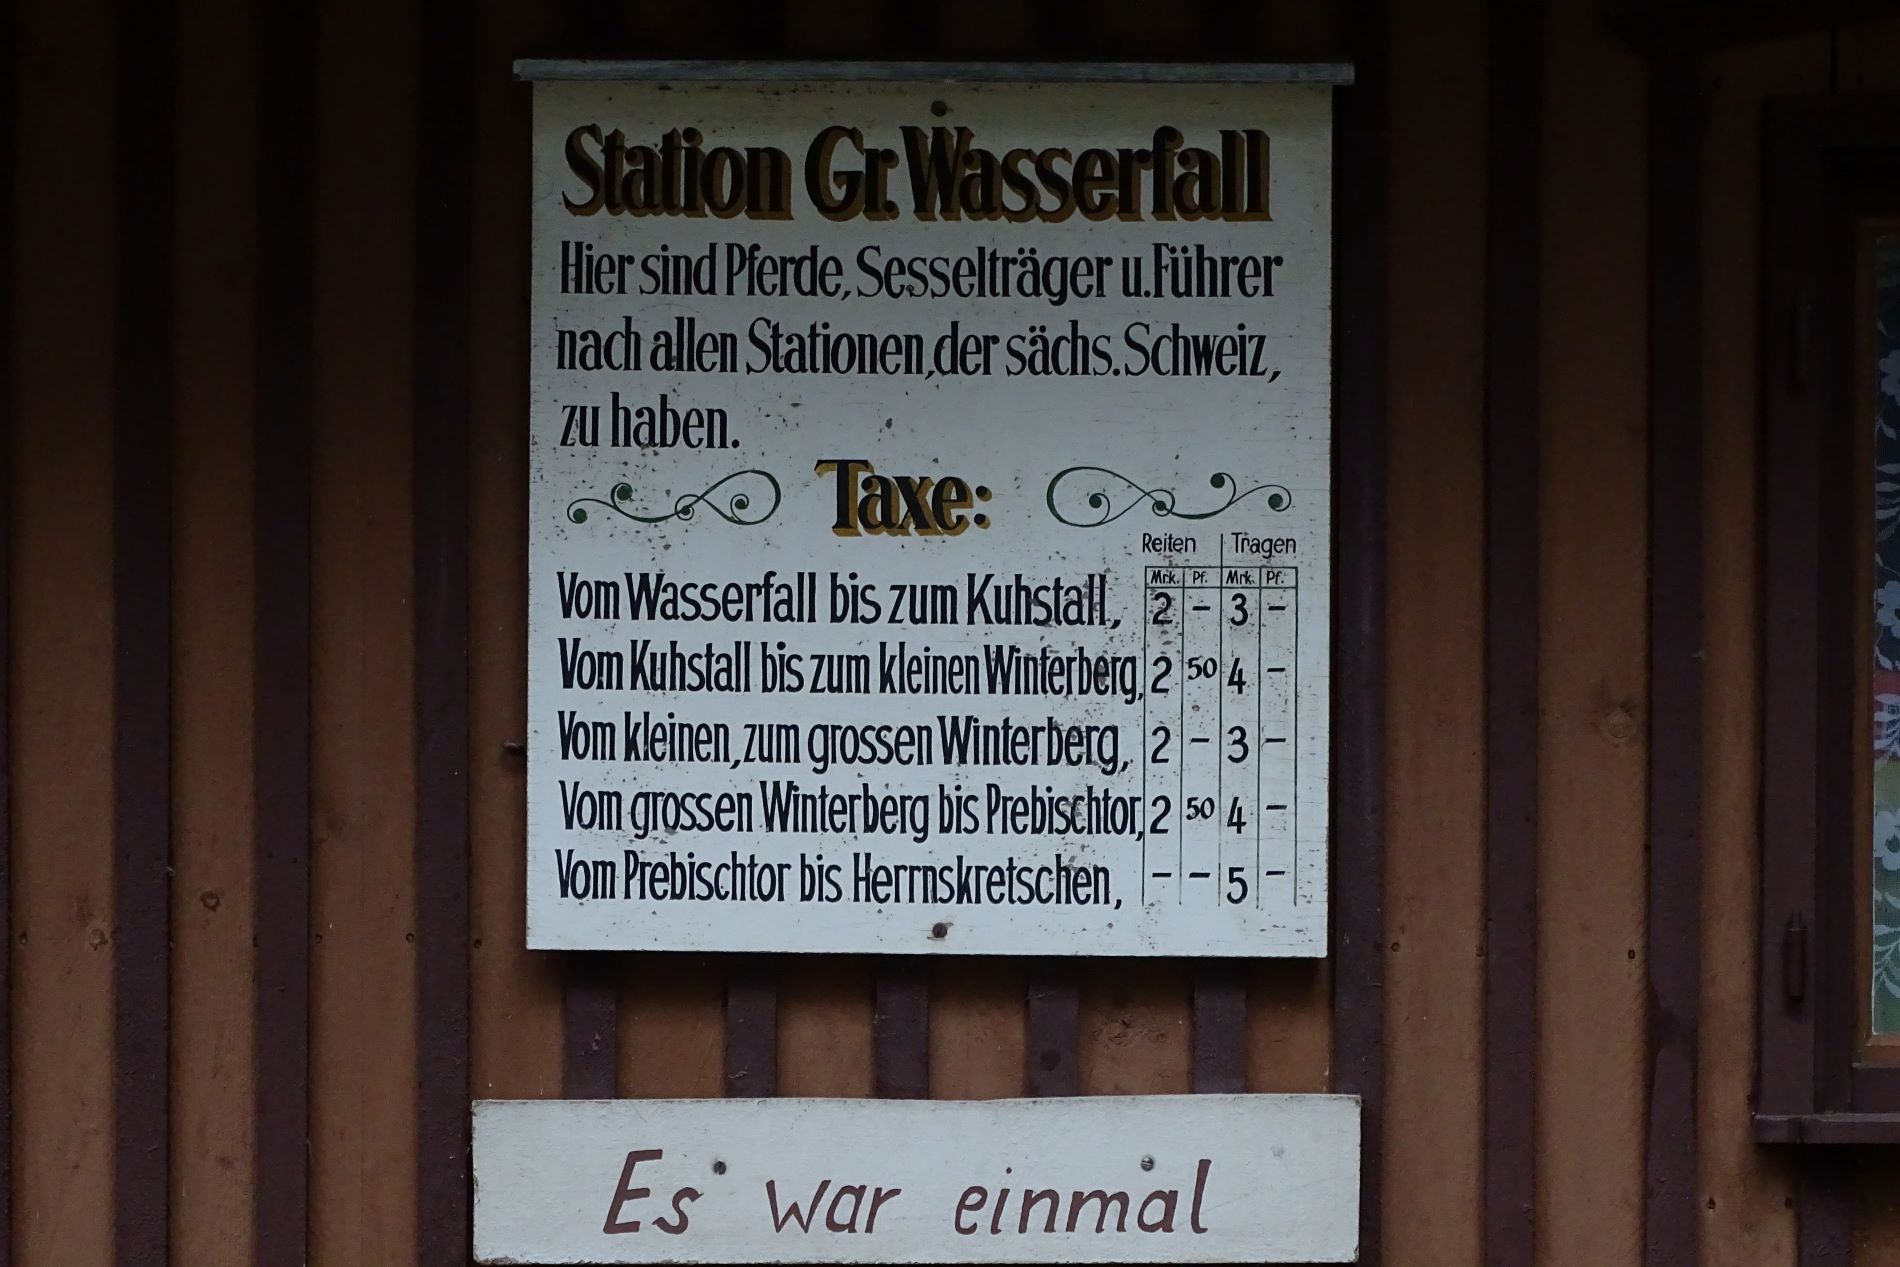 Station Gr. Wasserfall
Hier sind Pferde, Sesselträger u. Führer
nach allen Stationen, der sächs. Schweiz,
zu haben.
Taxe:
Reiten | Tragen
Mrk. Pf. Mrk. Pf.
Vom Wasserfall bis zum Kuhstall, 2 – 3 –
Vom Kuhstall bis zum kleinen Winterberg, 2 50 4 –
Vom kleinen, zum grossen Winterberg, 2 – 3 –
Vom grossen Winterberg bis Prebischtor, 2 50 4 –
Vom Prebischtor bis Herrnskretschen, – – 5 –
Es war einmal